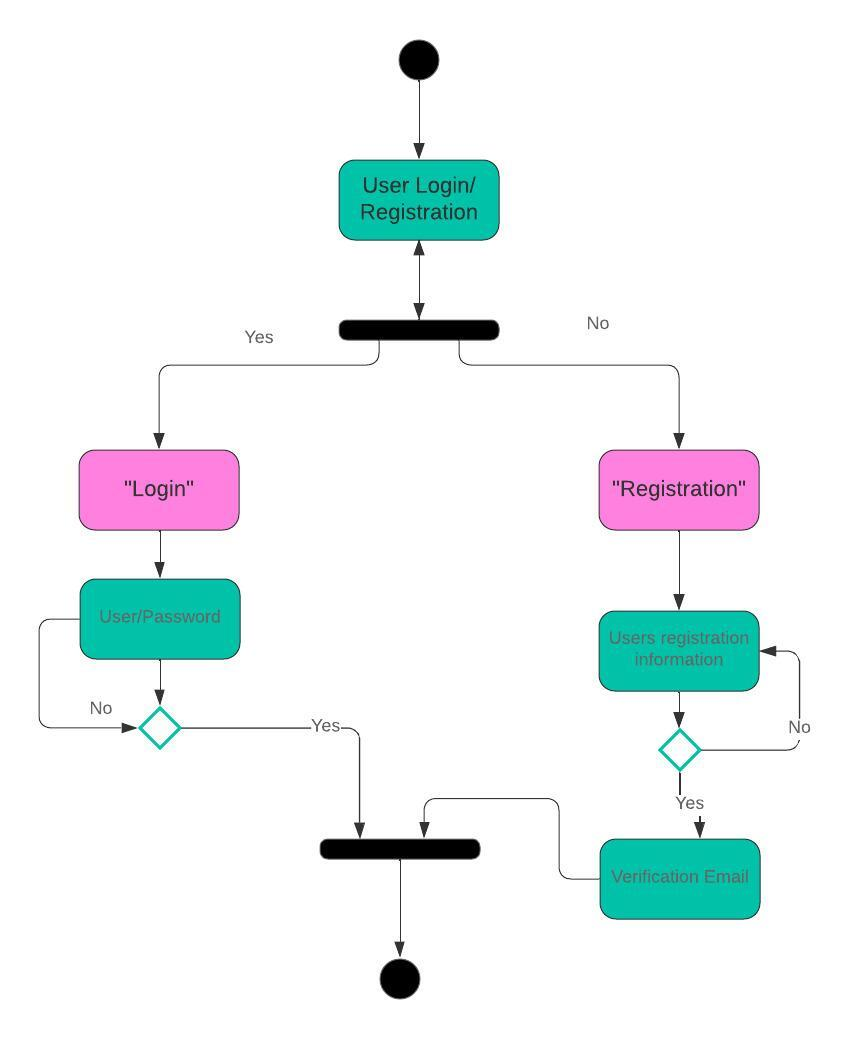 User Login/
Registration
Yes
No
"Login"
"Registration"
User/Password
Users registration
information
No
Yes
No
Yes
Verification Email